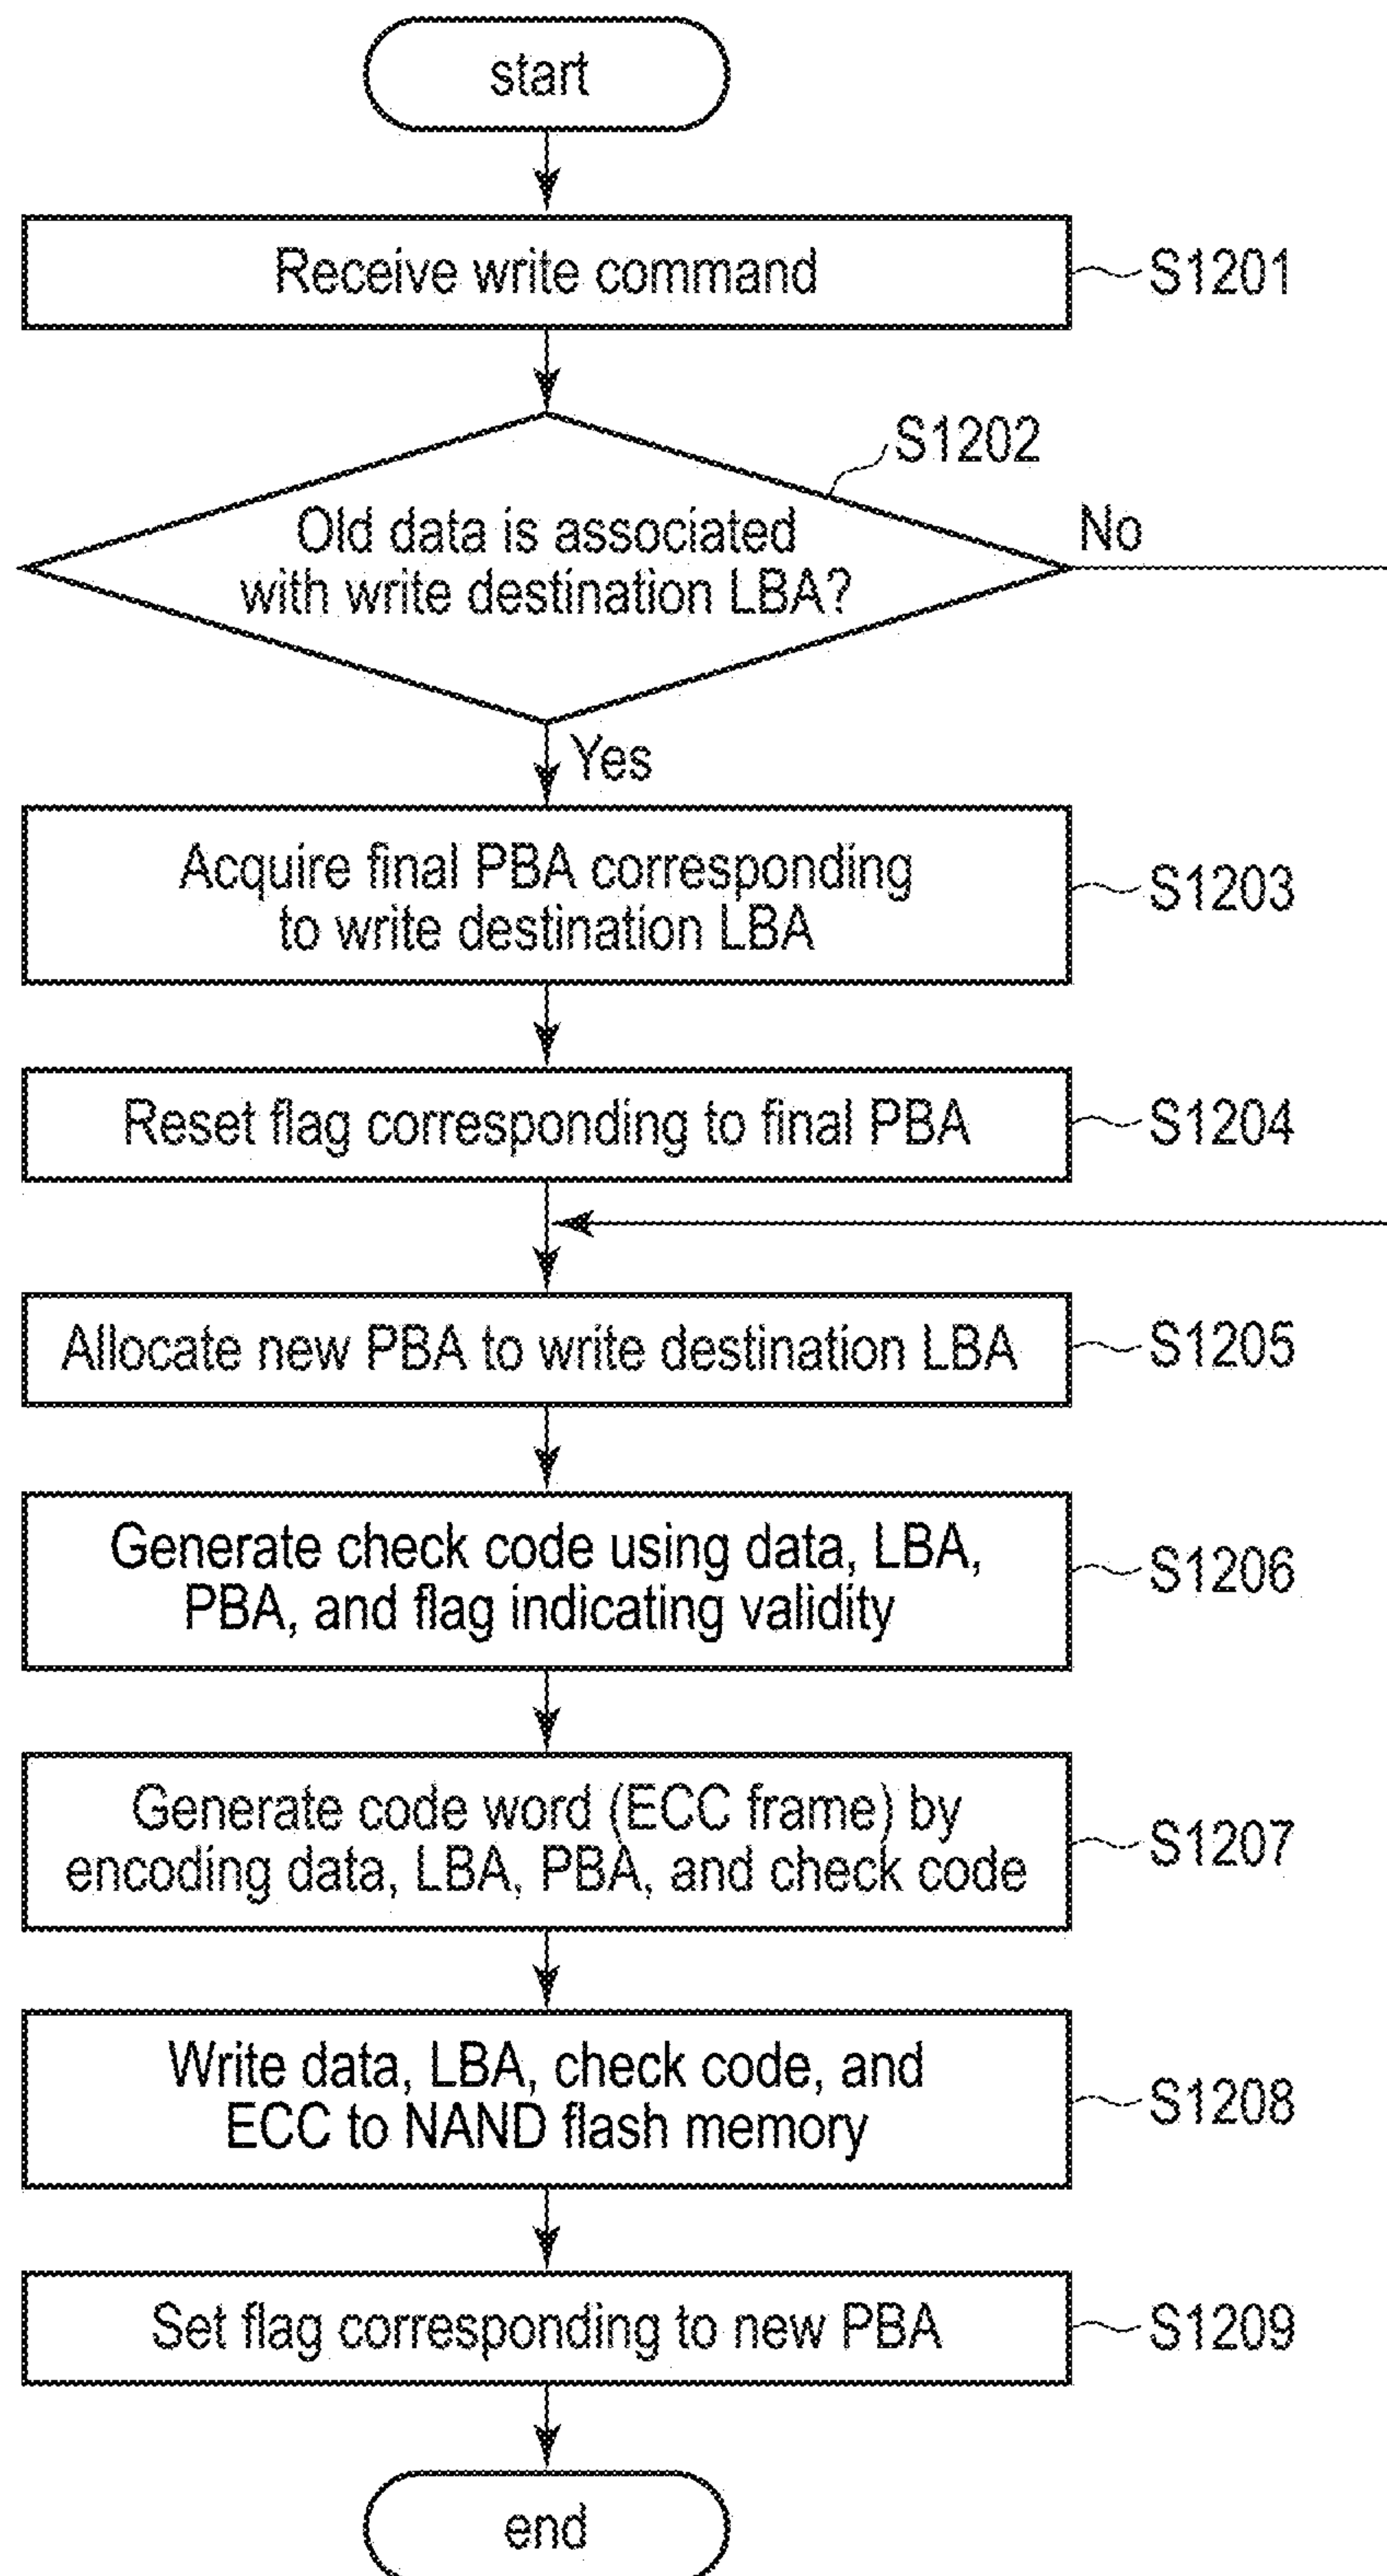 start
Receive write command
S1201
S1202
Old data is associated
with write destination LBA?
No
Yes
Acquire final PBA corresponding
to write destination LBA
S1203
Reset flag corresponding to final PBA
S1204
Allocate new PBA to write destination LBA
S1205
Generate check code using data, LBA,
PBA, and flag indicating validity
S1206
Generate code word (ECC frame) by
encoding data, LBA, PBA, and check code
S1207
Write data, LBA, check code, and
ECC to NAND flash memory
S1208
Set flag corresponding to new PBA
S1209
end